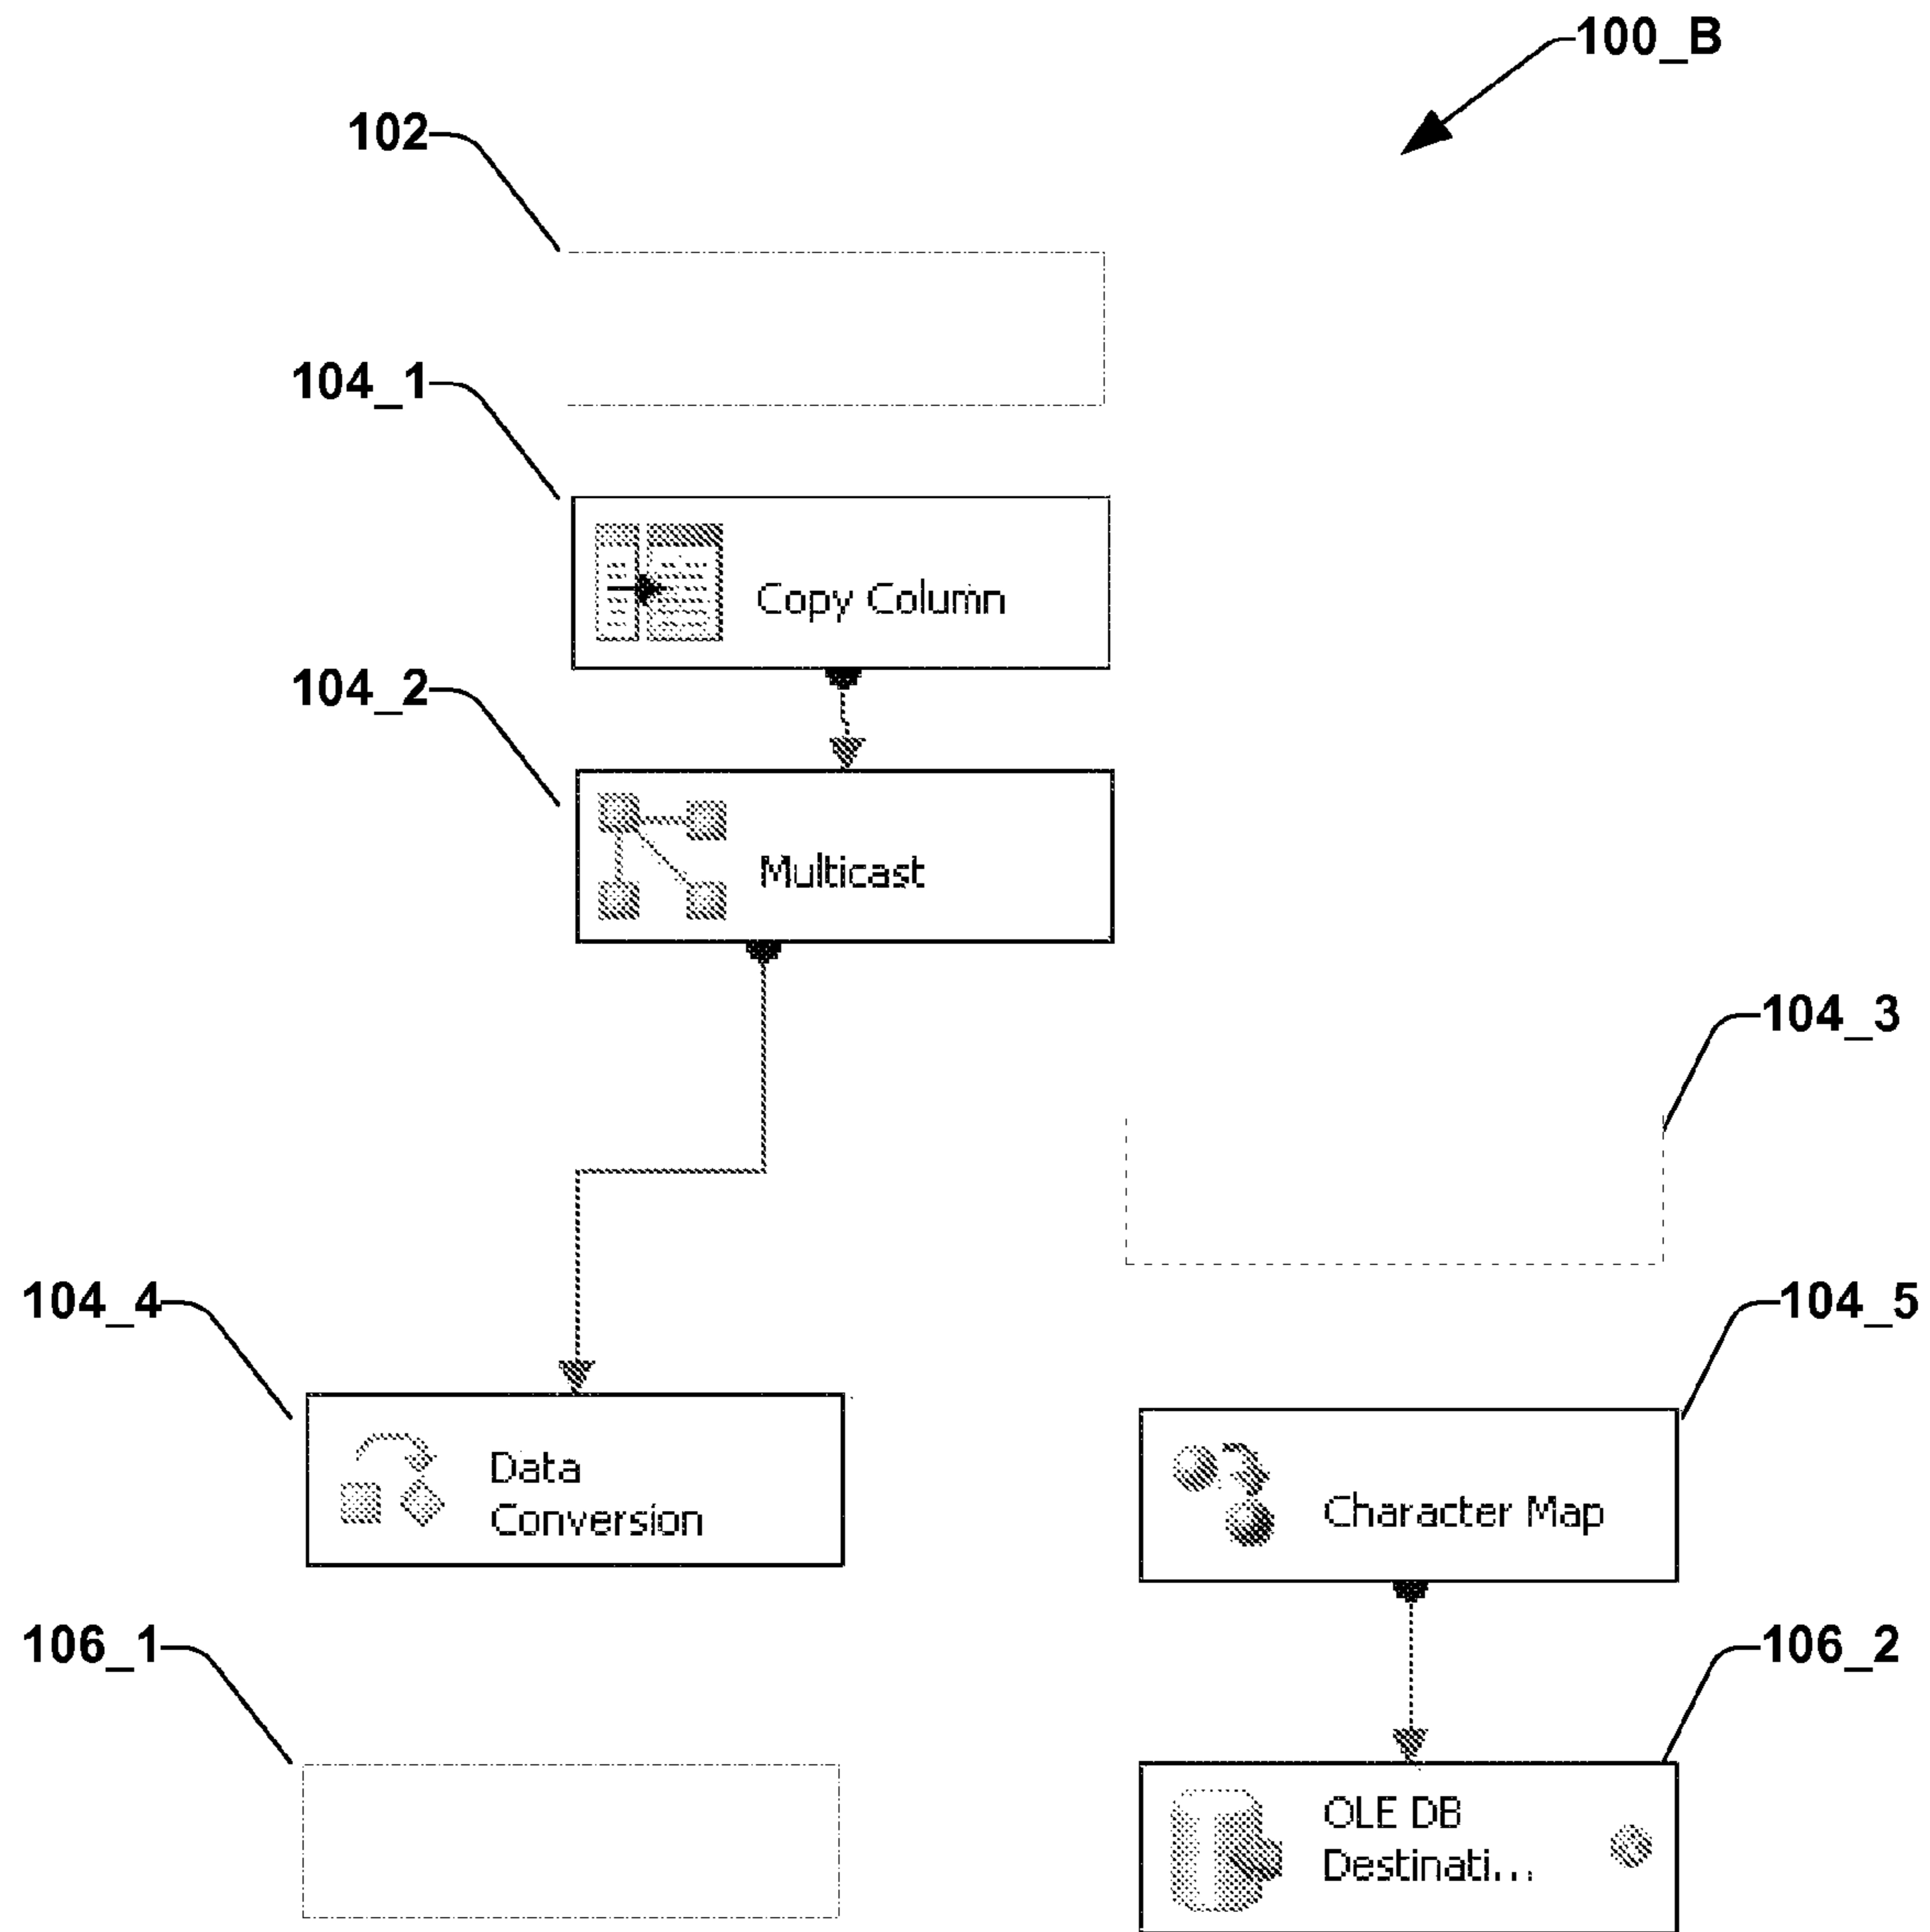 100_B
102
104_1
Copy Column
104_2
Multicast
104_3
104_4
104_5
Data
Conversion
Character Map
106_1
106_2
OLE DB
Destinati...